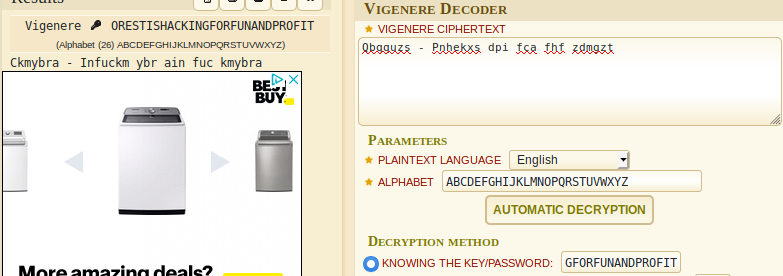 Results
VIGENERE DECODER
Vigenere ORESTISHACKINGFORFUNANDPROFIT
(Alphabet (26) ABCDEFGHIJKLMNOPQRSTUVWXYZ)
Ckmybra - Infuckm ybr ain fuc kmybra
BEST
BUY
More amazing deals?
★ VIGENERE CIPHERTEXT
Qbgguzs - Pnhekxs dpi fca fhf zdmgzt
PARAMETERS
★ PLAINTEXT LANGUAGE English
★ ALPHABET ABCDEFGHIJKLMNOPQRSTUVWXYZ
AUTOMATIC DECRYPTION
DECRYPTION METHOD
KNOWING THE KEY/PASSWORD: GFORFUNANDPROFIT